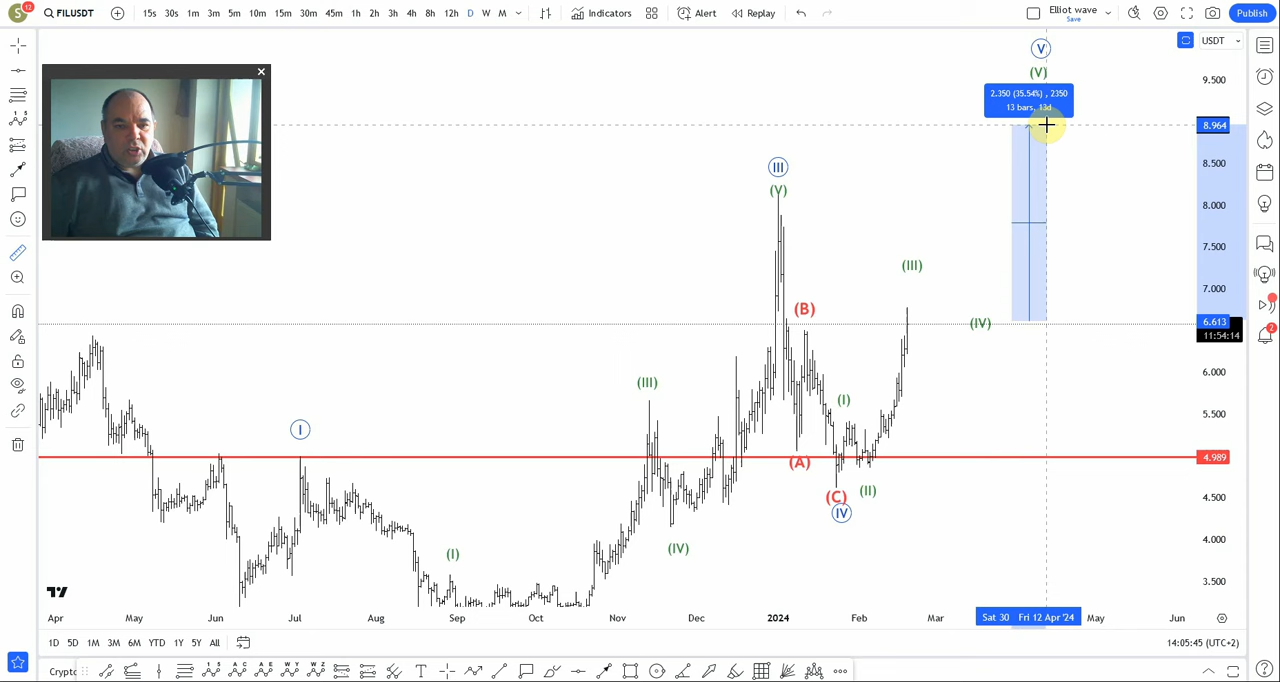 S 12 FILUSDT 15s 30s 1m 3m 5m 10m 15m 30m 45m 1h 2h 3h 4h 8h 12h D W M Indicators Alert Replay Elliot wave Save Publish
USDT
V
(V)
9.500
2.350 (35.54%) , 2350
13 bars, 13d
8.964
8.500
III
(V)
8.000
7.500
(III)
7.000
(B)
(IV)
6.613
11:54:14
6.000
(III)
(I)
5.500
I
4.989
(A)
(C)
(II)
4.500
IV
4.000
(IV)
(I)
3.500
Apr May Jun Jul Aug Sep Oct Nov Dec 2024 Feb Mar Sat 30 Fri 12 Apr '24 May Jun
1D 5D 1M 3M 6M YTD 1Y 5Y All 14:05:45 (UTC+2)
2